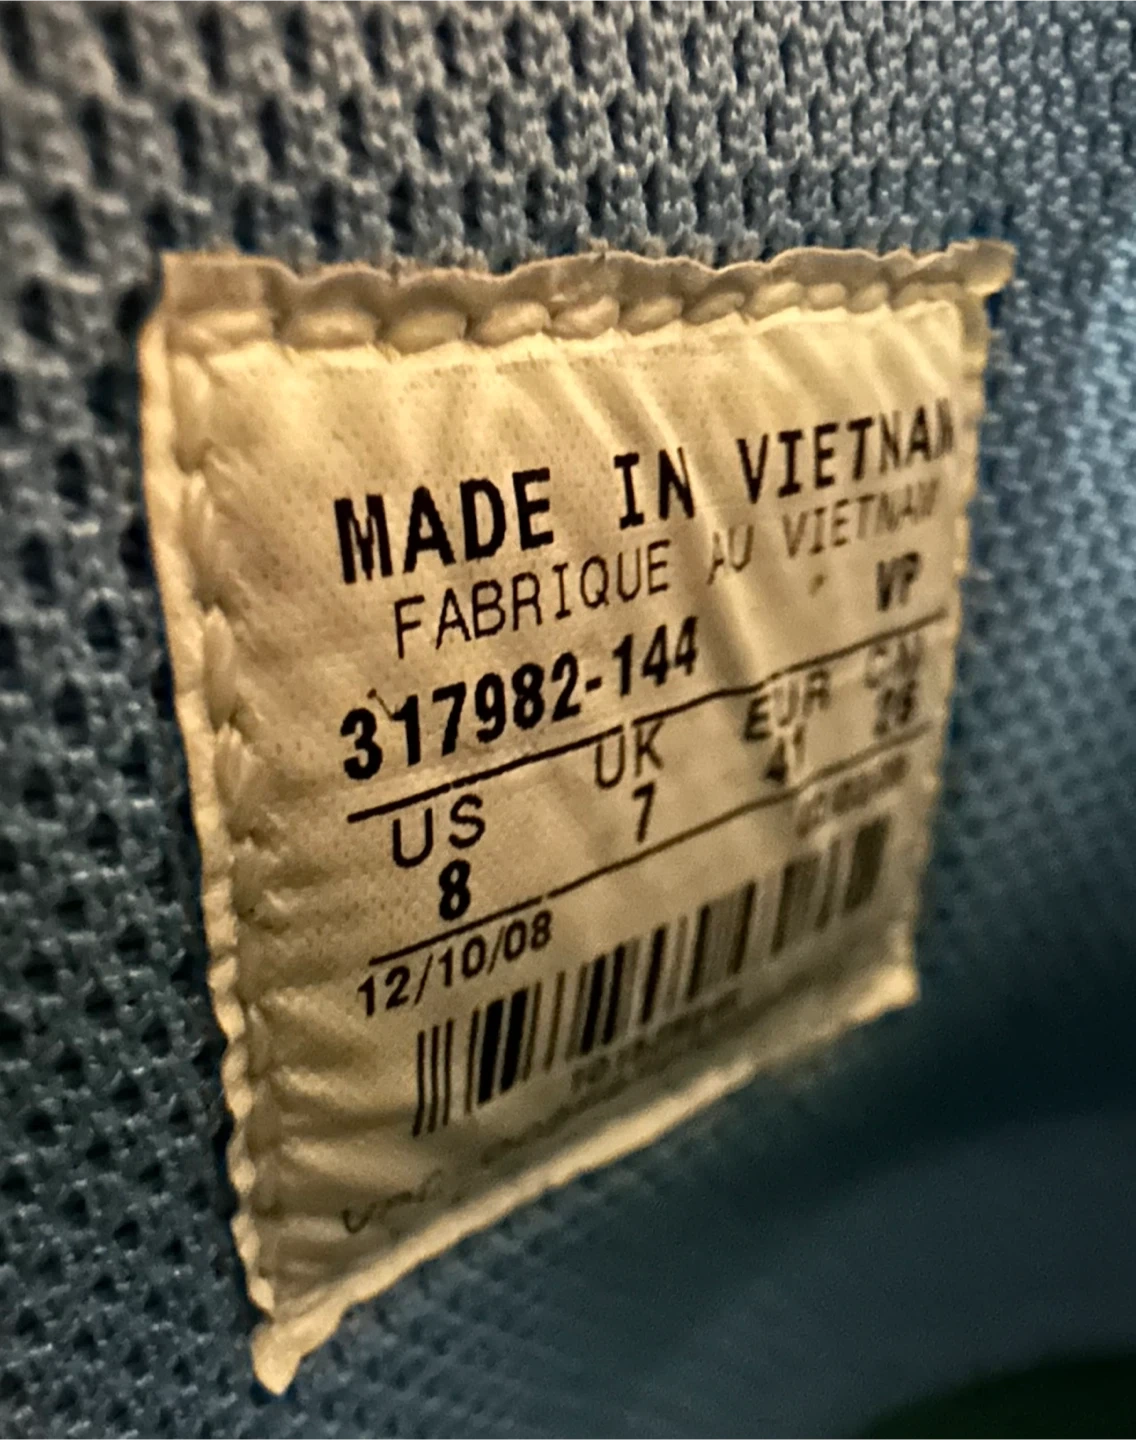 MADE IN VIETNAM
FABRIQUE AU VIETNAM
317982-144 VP
US UK EUR CM
8 7 41 26
12/10/08